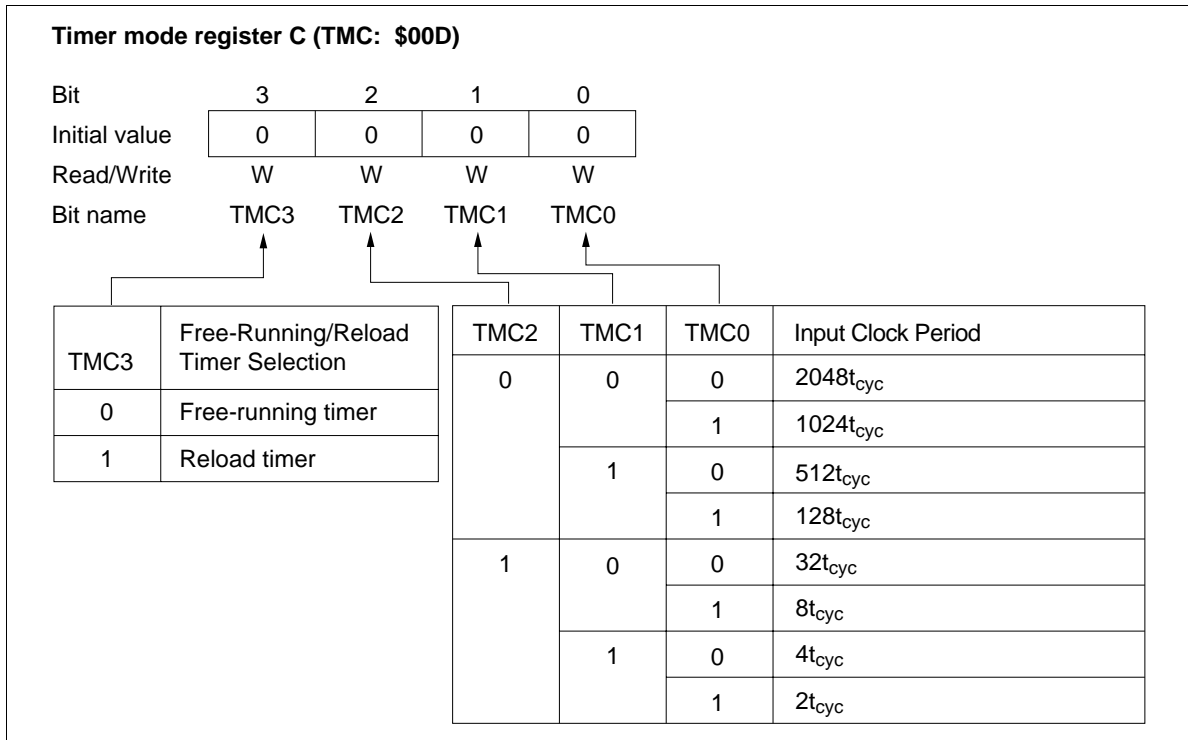 Timer mode register C (TMC: $00D)
Bit 3 2 1 0
Initial value 0 0 0 0
Read/Write W W W W
Bit name TMC3 TMC2 TMC1 TMC0
TMC3 Free-Running/Reload Timer Selection
0 Free-running timer
1 Reload timer
TMC2 TMC1 TMC0 Input Clock Period
0 0 0 2048tcyc
1 1024tcyc
1 0 512tcyc
1 128tcyc
1 0 0 32tcyc
1 8tcyc
1 0 4tcyc
1 2tcyc